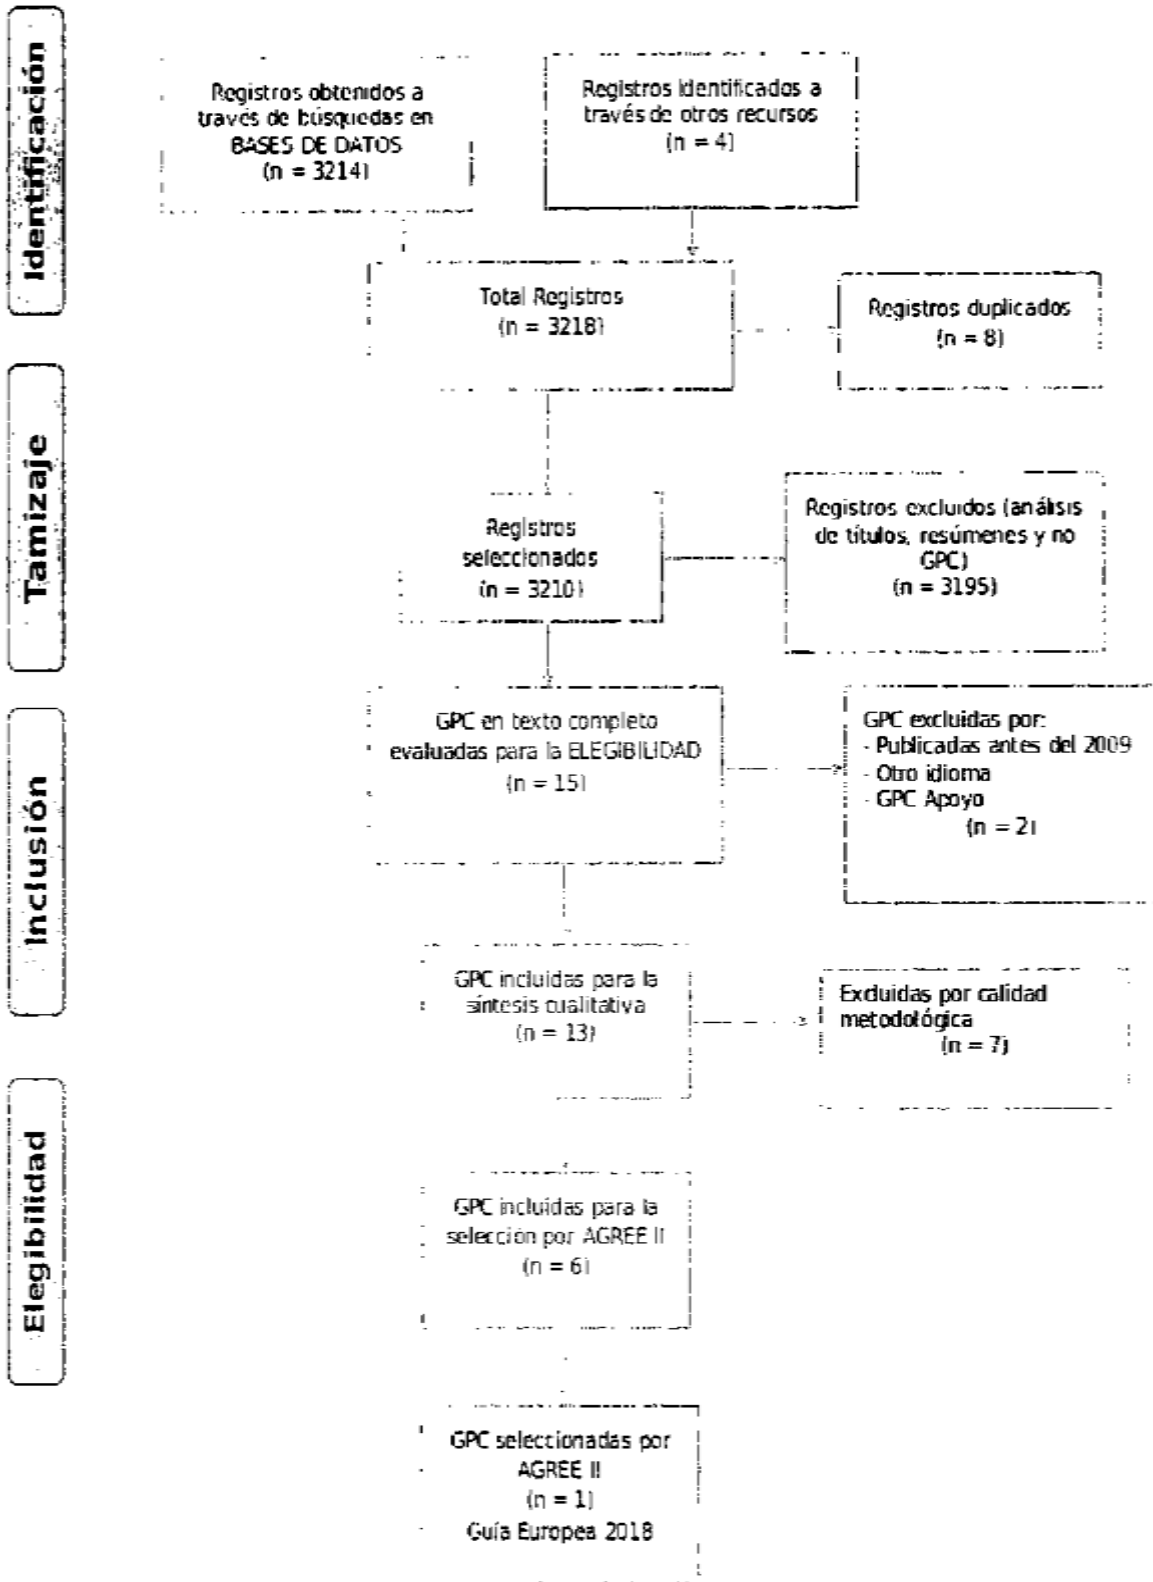 Identificación
Registros obtenidos a
través de búsquedas en
BASES DE DATOS
(n = 3214)
Registros identificados a
través de otros recursos
(n = 4)
Total Registros
(n = 3218)
Registros duplicados
(n = 8)
Tamizaje
Registros
seleccionados
(n = 3210)
Registros excluidos (análisis
de títulos, resúmenes y no
GPC)
(n = 3195)
Inclusión
GPC en texto completo
evaluadas para la ELEGIBILIDAD
(n = 15)
GPC excluidas por:
- Publicadas antes del 2009
- Otro idioma
- GPC Apoyo
(n = 2)
GPC incluidas para la
síntesis cualitativa
(n = 13)
Excluidas por calidad
metodológica
(n = 7)
Elegibilidad
GPC incluidas para la
selección por AGREE II
(n = 6)
GPC seleccionadas por
AGREE II
(n = 1)
Guía Europea 2018